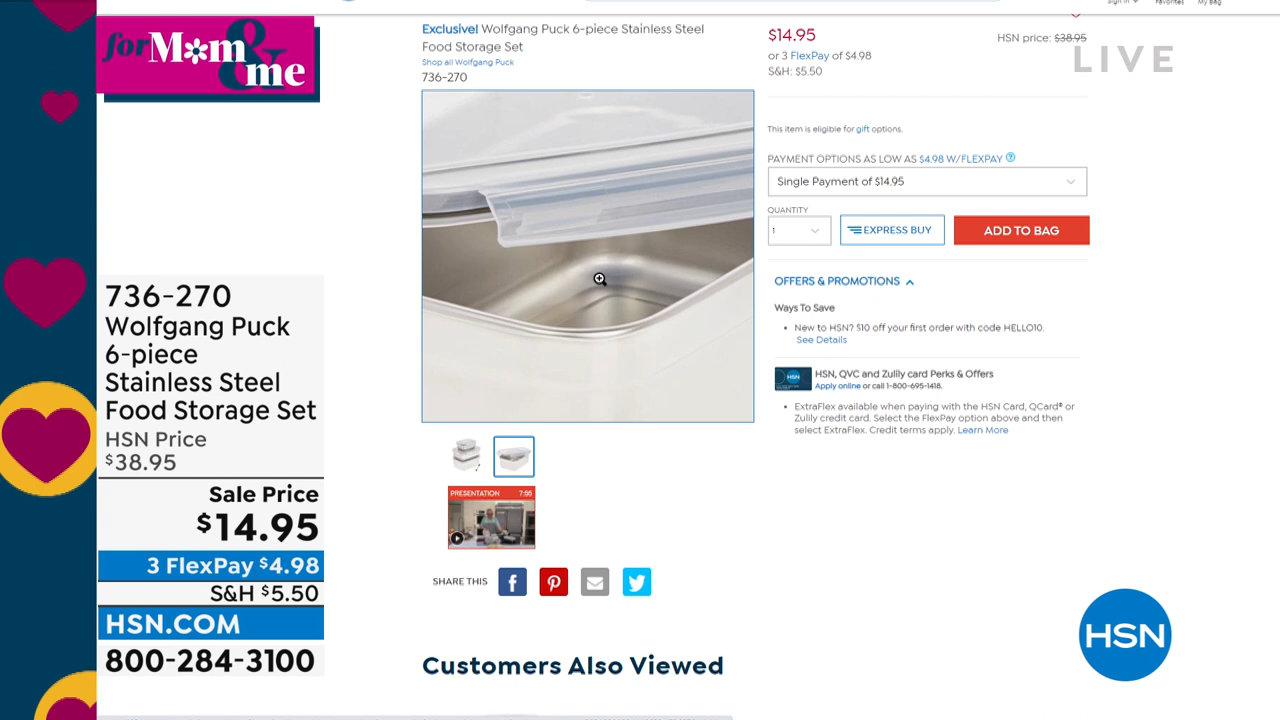 Sign In
Favorites
My Bag
for Mom & me
Exclusive! Wolfgang Puck 6-piece Stainless Steel
Food Storage Set
Shop all Wolfgang Puck
736-270
$14.95
HSN price: $38.95
or 3 FlexPay of $4.98
S&H: $5.50
LIVE
This item is eligible for gift options.
PAYMENT OPTIONS AS LOW AS $4.98 W/FLEXPAY ?
Single Payment of $14.95
QUANTITY
1
EXPRESS BUY
ADD TO BAG
OFFERS & PROMOTIONS
Ways To Save
• New to HSN? $10 off your first order with code HELLO10.
See Details
HSN
HSN, QVC and Zulily card Perks & Offers
Apply online or call 1-800-695-1418.
• ExtraFlex available when paying with the HSN Card, QCard® or
Zulily credit card. Select the FlexPay option above and then
select ExtraFlex. Credit terms apply. Learn More
736-270
Wolfgang Puck
6-piece
Stainless Steel
Food Storage Set
HSN Price
$38.95
Sale Price
$14.95
3 FlexPay $4.98
S&H $5.50
HSN.COM
800-284-3100
PRESENTATION 7:56
SHARE THIS
HSN
Customers Also Viewed